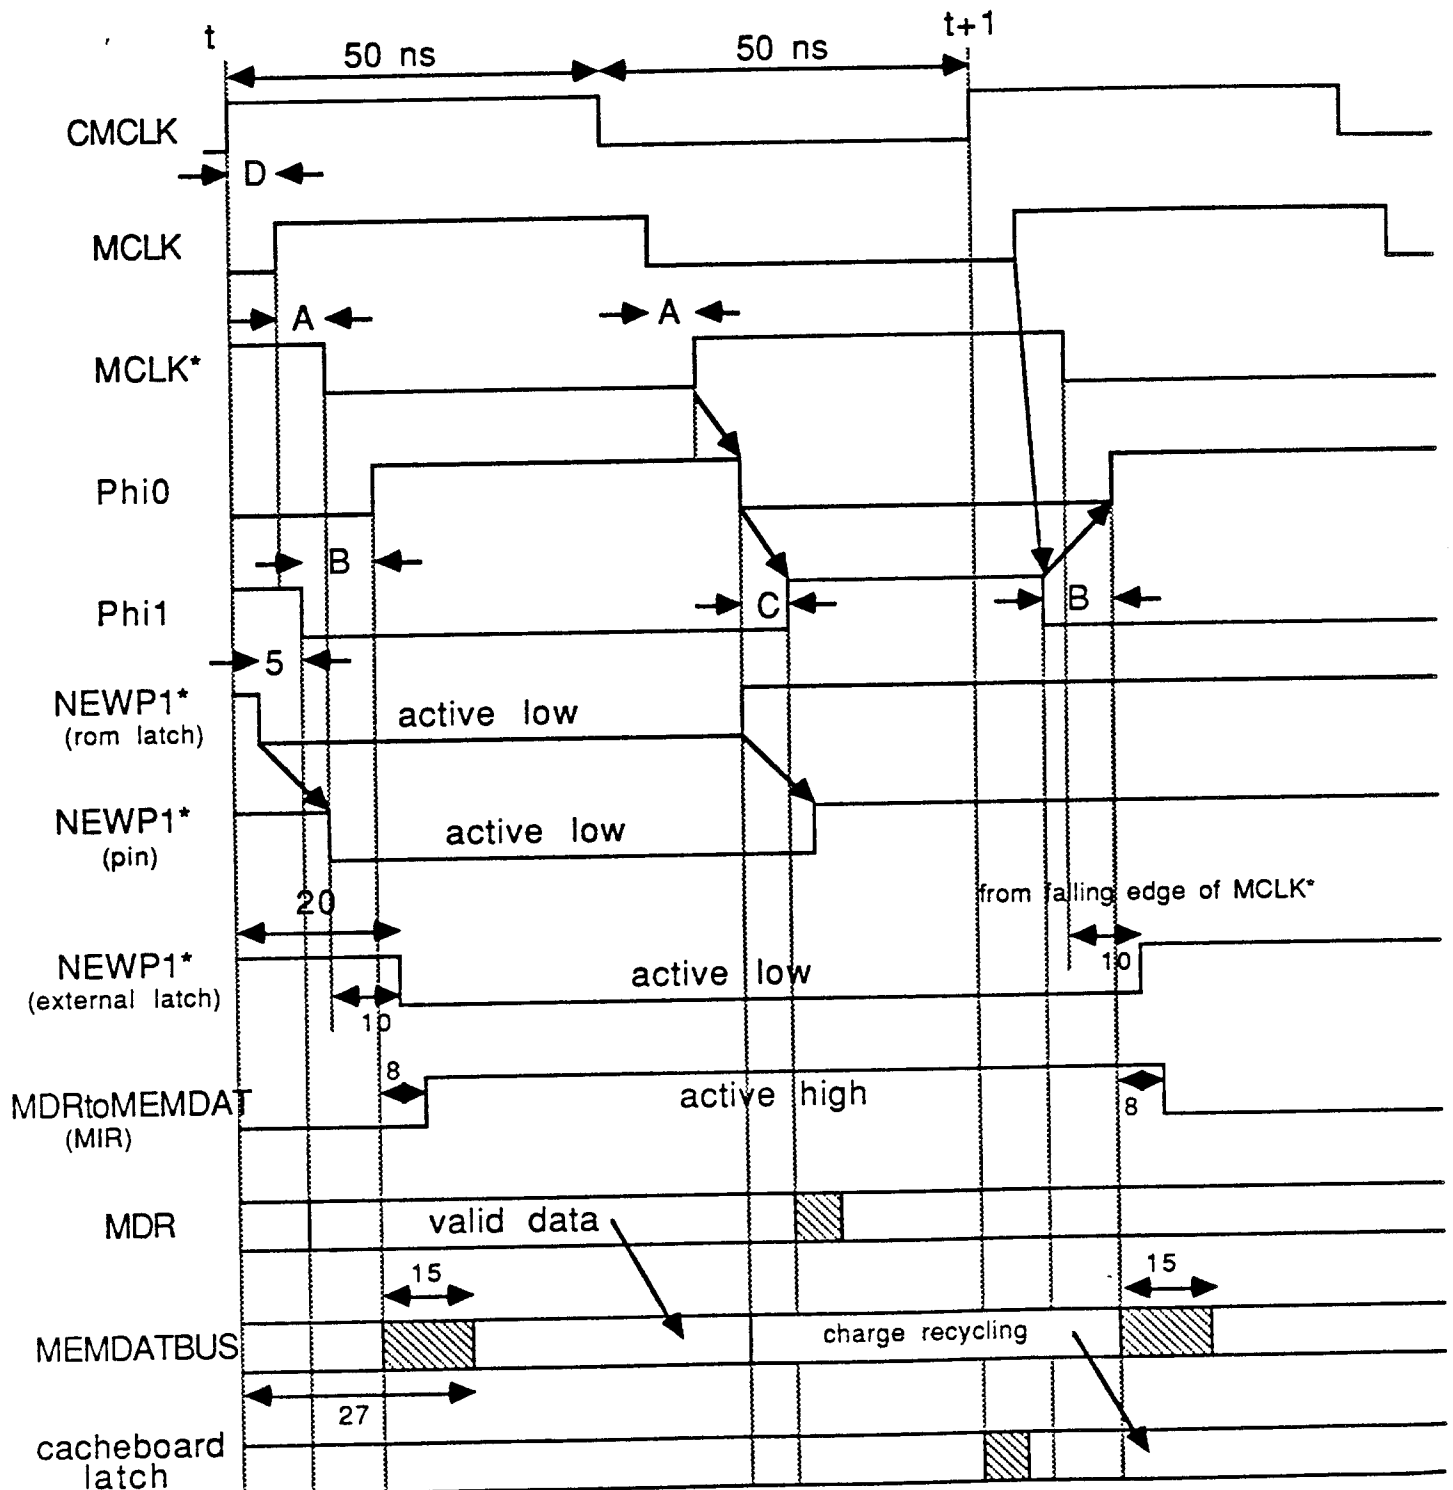 t
t+1
50 ns
50 ns
CMCLK
D
MCLK
A
A
MCLK*
Phi0
B
Phi1
C
B
5
NEWP1*
(rom latch)
active low
NEWP1*
(pin)
active low
20
from falling edge of MCLK*
NEWP1*
(external latch)
active low
10
10
8
MDRtoMEMDAT
(MIR)
active high
8
MDR
valid data
15
15
MEMDATBUS
charge recycling
27
cacheboard
latch